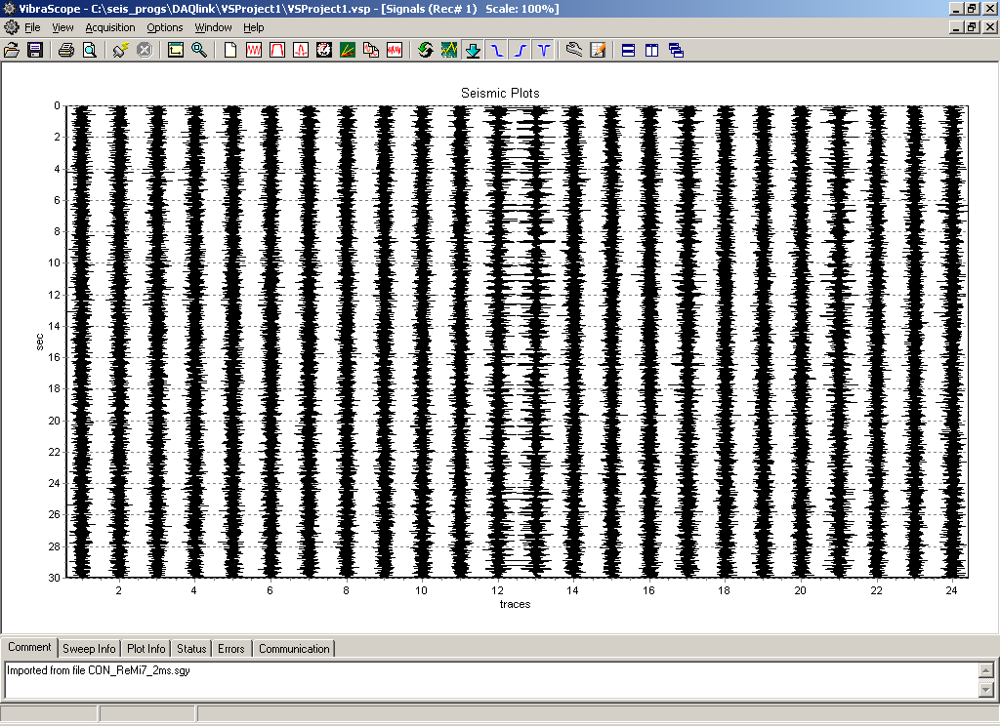 VibraScope - C:\seis_progs\DAQlink\VSProject1\VSProject1.vsp - [Signals (Rec# 1)  Scale: 100%]
File View Acquisition Options Window Help
Seismic Plots
0
2
4
6
8
10
12
14
16
18
20
22
24
26
28
30
sec
2 4 6 8 10 12 14 16 18 20 22 24
traces
Comment Sweep Info Plot Info Status Errors Communication
Imported from file CON_ReMi7_2ms.sgy